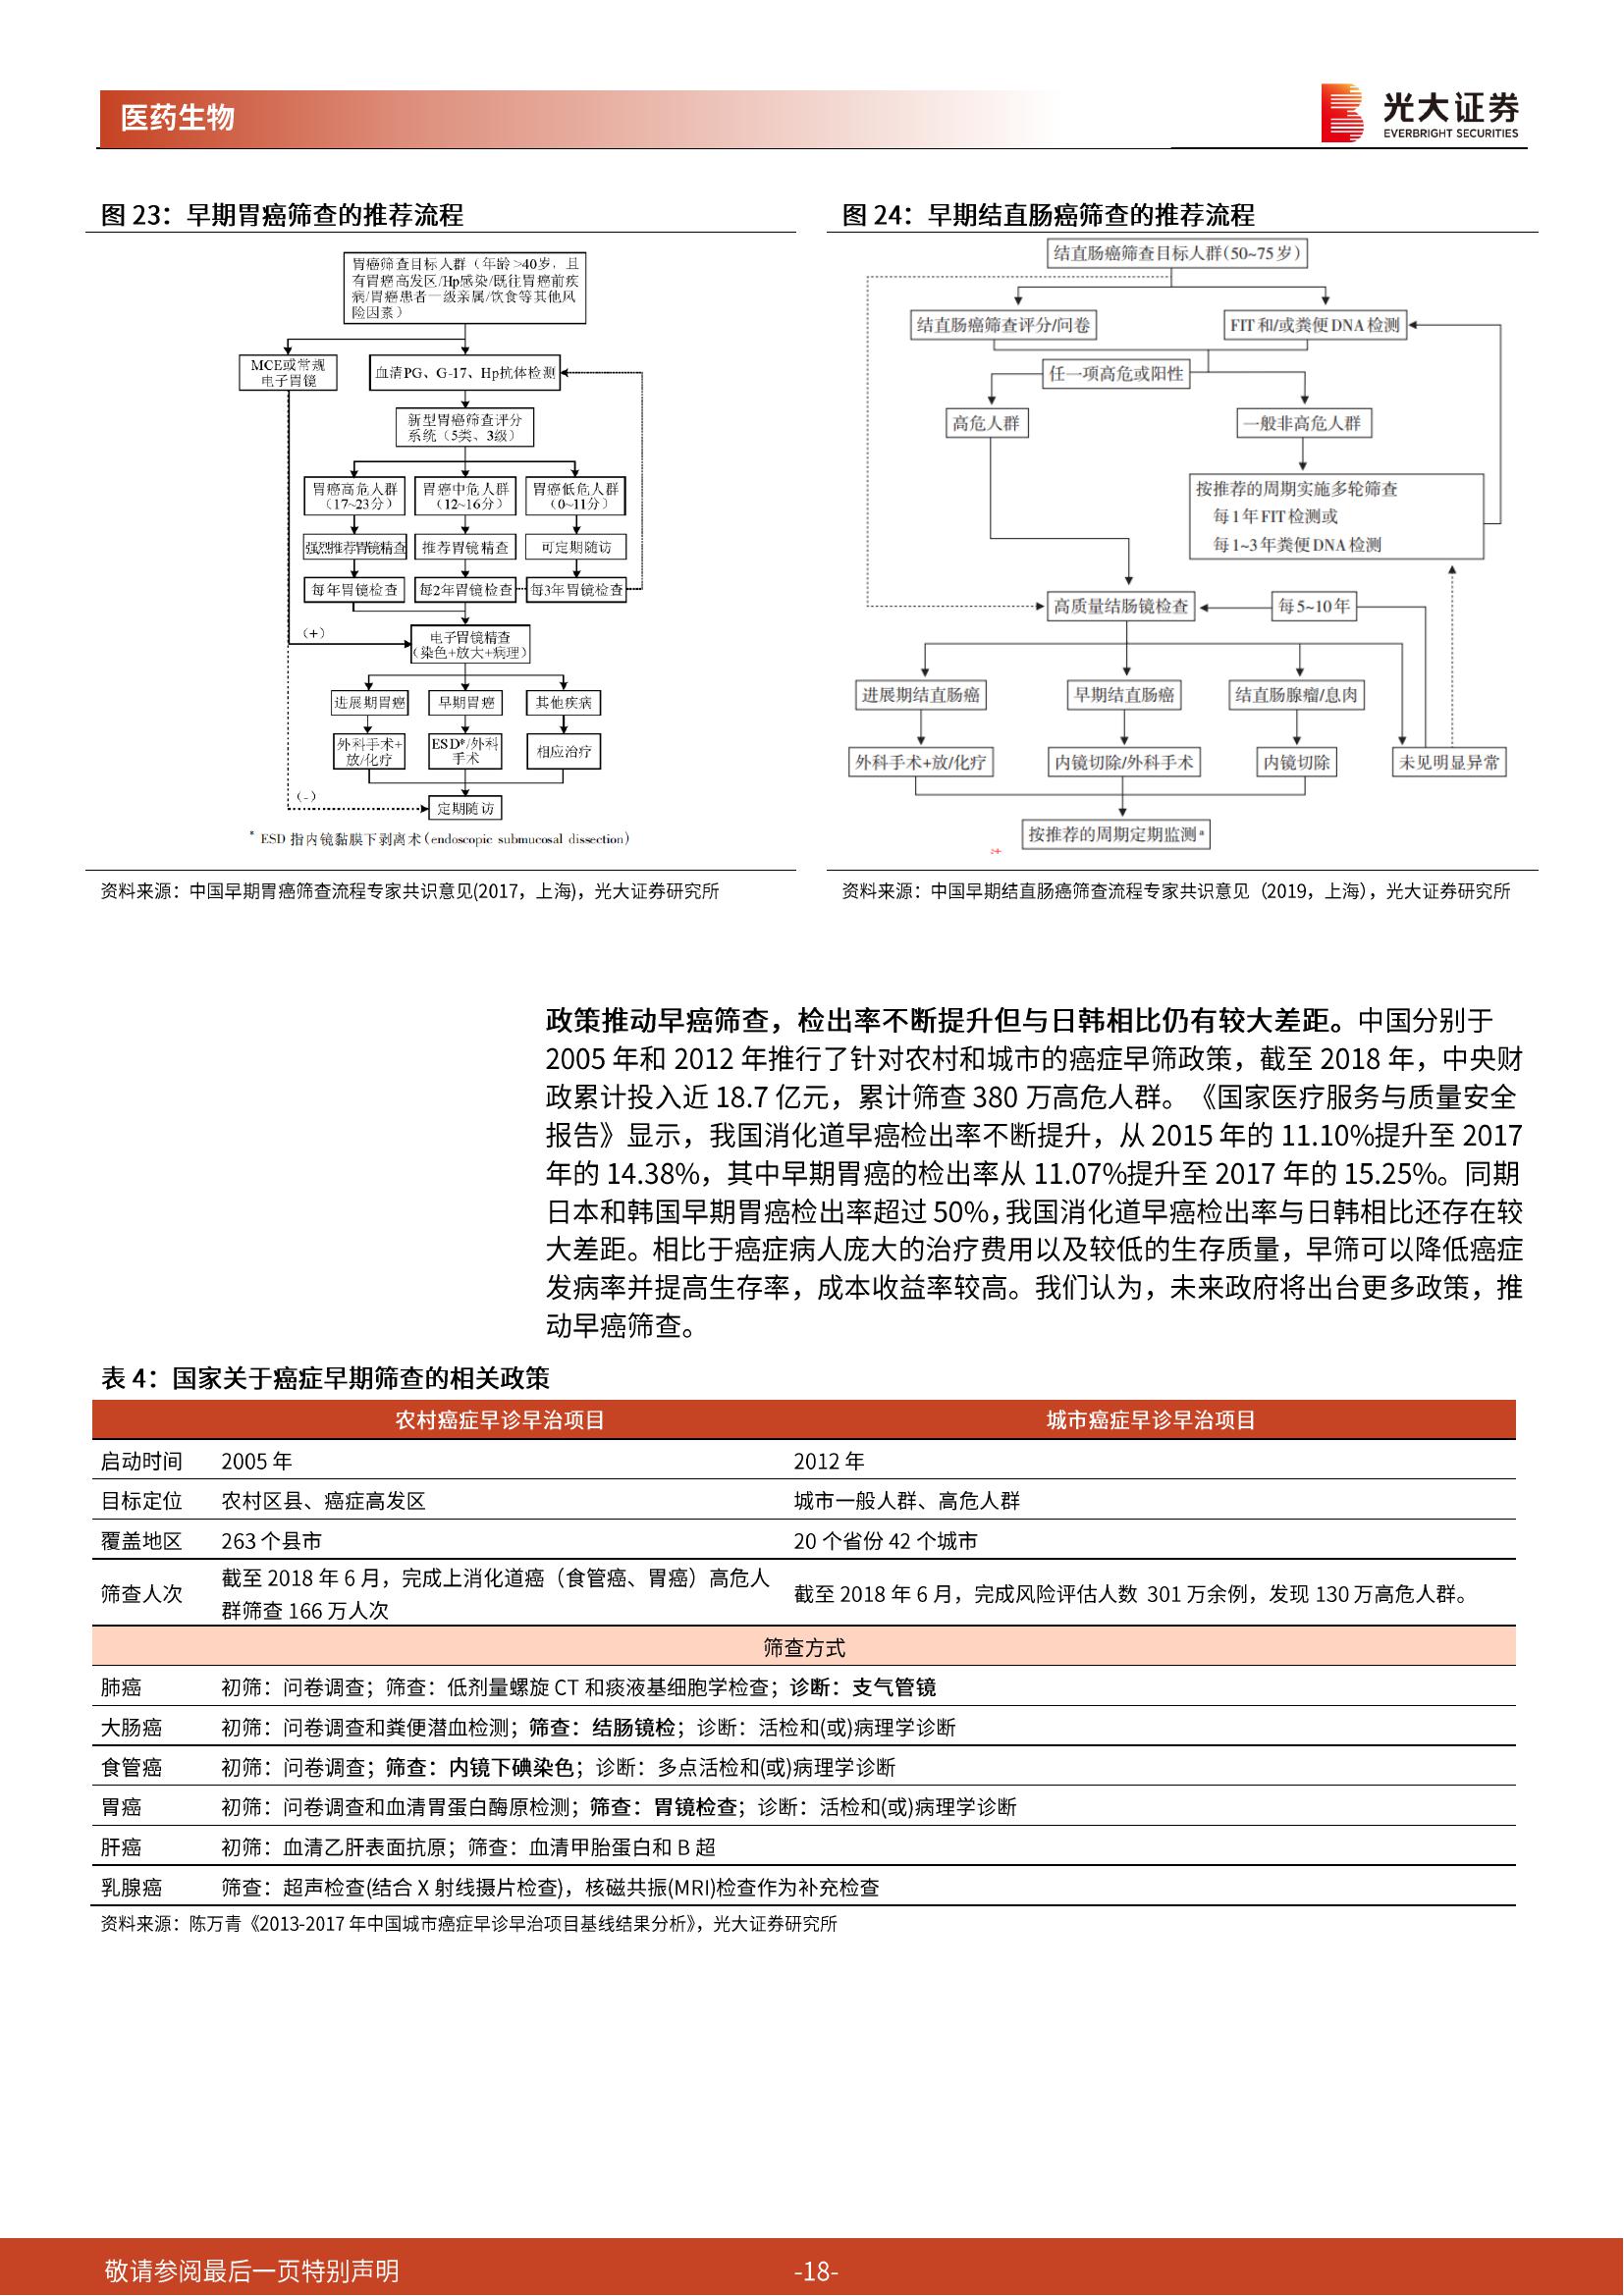 医药生物
光大证券
EVERBRIGHT SECURITIES
图 23：早期胃癌筛查的推荐流程
胃癌筛查目标人群（年龄>40岁，且
有胃癌高发区/Hp感染/既往胃癌前疾
病/胃癌患者一级亲属/饮食等其他风
险因素）
MCE或常规
电子胃镜
血清PG、G-17、Hp抗体检测
新型胃癌筛查评分
系统（5类、3级）
胃癌高危人群
（17~23分）
胃癌中危人群
（12~16分）
胃癌低危人群
（0~11分）
强烈推荐胃镜精查
推荐胃镜精查
可定期随访
每年胃镜检查
每2年胃镜检查
每3年胃镜检查
（+）
电子胃镜精查
（染色+放大+病理）
进展期胃癌
早期胃癌
其他疾病
外科手术+
放/化疗
ESD*/外科
手术
相应治疗
（-）
定期随访
* ESD 指内镜黏膜下剥离术(endoscopic submucosal dissection)
资料来源：中国早期胃癌筛查流程专家共识意见(2017，上海)，光大证券研究所
图 24：早期结直肠癌筛查的推荐流程
结直肠癌筛查目标人群(50~75岁)
结直肠癌筛查评分/问卷
FIT和/或粪便DNA检测
任一项高危或阳性
高危人群
一般非高危人群
按推荐的周期实施多轮筛查
每1年FIT检测或
每1~3年粪便DNA检测
高质量结肠镜检查
每5~10年
进展期结直肠癌
早期结直肠癌
结直肠腺瘤/息肉
外科手术+放/化疗
内镜切除/外科手术
内镜切除
未见明显异常
按推荐的周期定期监测a
资料来源：中国早期结直肠癌筛查流程专家共识意见（2019，上海），光大证券研究所
政策推动早癌筛查，检出率不断提升但与日韩相比仍有较大差距。中国分别于
2005 年和 2012 年推行了针对农村和城市的癌症早筛政策，截至 2018 年，中央财
政累计投入近 18.7 亿元，累计筛查 380 万高危人群。《国家医疗服务与质量安全
报告》显示，我国消化道早癌检出率不断提升，从 2015 年的 11.10%提升至 2017
年的 14.38%，其中早期胃癌的检出率从 11.07%提升至 2017 年的 15.25%。同期
日本和韩国早期胃癌检出率超过 50%，我国消化道早癌检出率与日韩相比还存在较
大差距。相比于癌症病人庞大的治疗费用以及较低的生存质量，早筛可以降低癌症
发病率并提高生存率，成本收益率较高。我们认为，未来政府将出台更多政策，推
动早癌筛查。
表 4：国家关于癌症早期筛查的相关政策
农村癌症早诊早治项目 城市癌症早诊早治项目
启动时间 2005 年 2012 年
目标定位 农村区县、癌症高发区 城市一般人群、高危人群
覆盖地区 263 个县市 20 个省份 42 个城市
筛查人次 截至 2018 年 6 月，完成上消化道癌（食管癌、胃癌）高危人
群筛查 166 万人次
截至 2018 年 6 月，完成风险评估人数 301 万余例，发现 130 万高危人群。
筛查方式
肺癌 初筛：问卷调查；筛查：低剂量螺旋 CT 和痰液基细胞学检查；诊断：支气管镜
大肠癌 初筛：问卷调查和粪便潜血检测；筛查：结肠镜检；诊断：活检和(或)病理学诊断
食管癌 初筛：问卷调查；筛查：内镜下碘染色；诊断：多点活检和(或)病理学诊断
胃癌 初筛：问卷调查和血清胃蛋白酶原检测；筛查：胃镜检查；诊断：活检和(或)病理学诊断
肝癌 初筛：血清乙肝表面抗原；筛查：血清甲胎蛋白和 B 超
乳腺癌 筛查：超声检查(结合 X 射线摄片检查)，核磁共振(MRI)检查作为补充检查
资料来源：陈万青《2013-2017 年中国城市癌症早诊早治项目基线结果分析》，光大证券研究所
敬请参阅最后一页特别声明
-18-